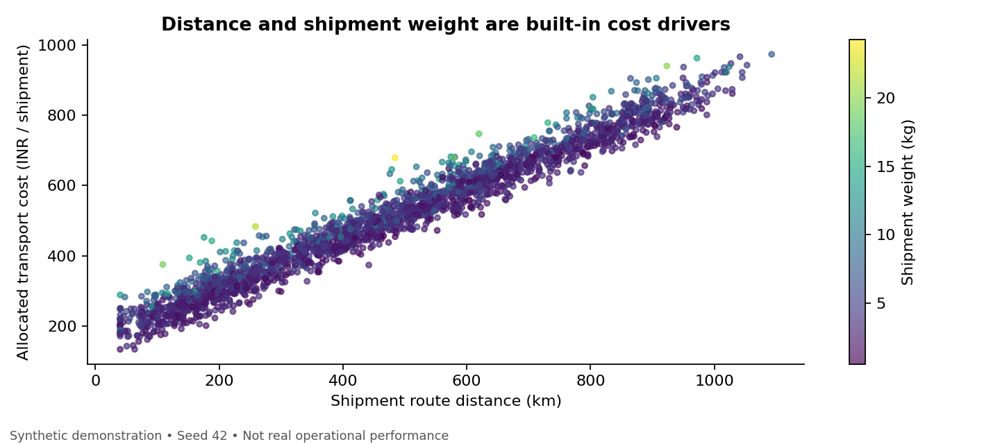 Distance and shipment weight are built-in cost drivers
Allocated transport cost (INR / shipment)
1000
800
600
400
200
0 200 400 600 800 1000
Shipment route distance (km)
20
15
10
5
Shipment weight (kg)
Synthetic demonstration • Seed 42 • Not real operational performance